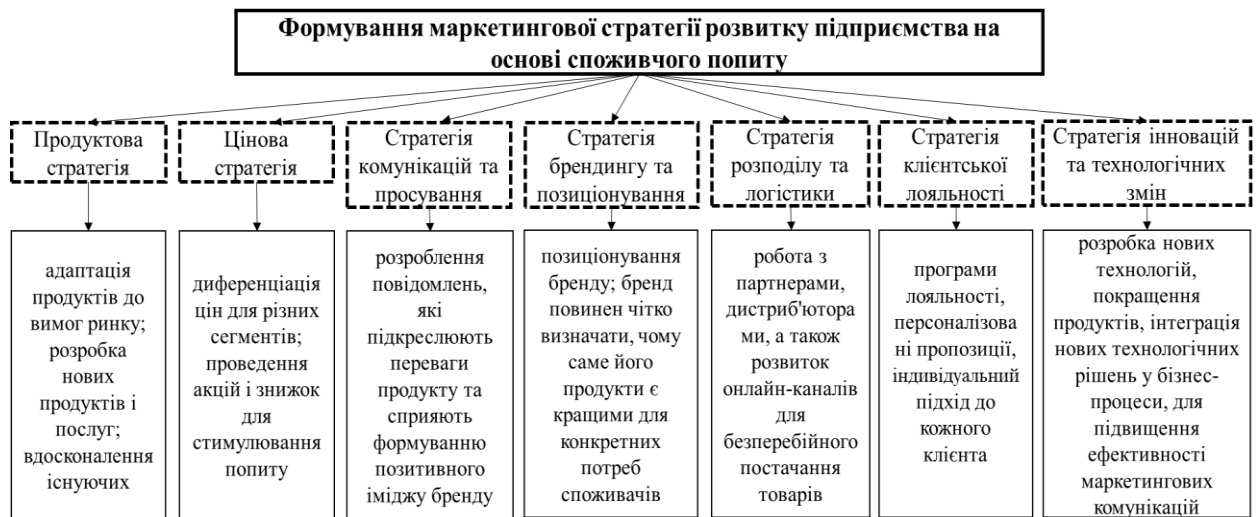 Формування маркетингової стратегії розвитку підприємства на
основі споживчого попиту
Продуктова
стратегія
Цінова
стратегія
Стратегія
комунікацій та
просування
Стратегія
брендингу та
позиціонування
Стратегія
розподілу та
логістики
Стратегія
клієнтської
лояльності
Стратегія інновацій
та технологічних
змін
адаптація
продуктів до
вимог ринку;
розробка
нових
продуктів і
послуг;
вдосконалення
існуючих
диференціація
цін для різних
сегментів;
проведення
акцій і знижок
для
стимулювання
попиту
розроблення
повідомлень,
які
підкреслюють
переваги
продукту та
сприяють
формуванню
позитивного
іміджу бренду
позиціонування
бренду; бренд
повинен чітко
визначати, чому
саме його
продукти є
кращими для
конкретних
потреб
споживачів
робота з
партнерами,
дистриб'ютора
ми, а також
розвиток
онлайн-каналів
для
безперебійного
постачання
товарів
програми
лояльності,
персоналізова
ні пропозиції,
індивідуальний
підхід до
кожного
клієнта
розробка нових
технологій,
покращення
продуктів, інтеграція
нових технологічних
рішень у бізнес-
процеси, для
підвищення
ефективності
маркетингових
комунікацій